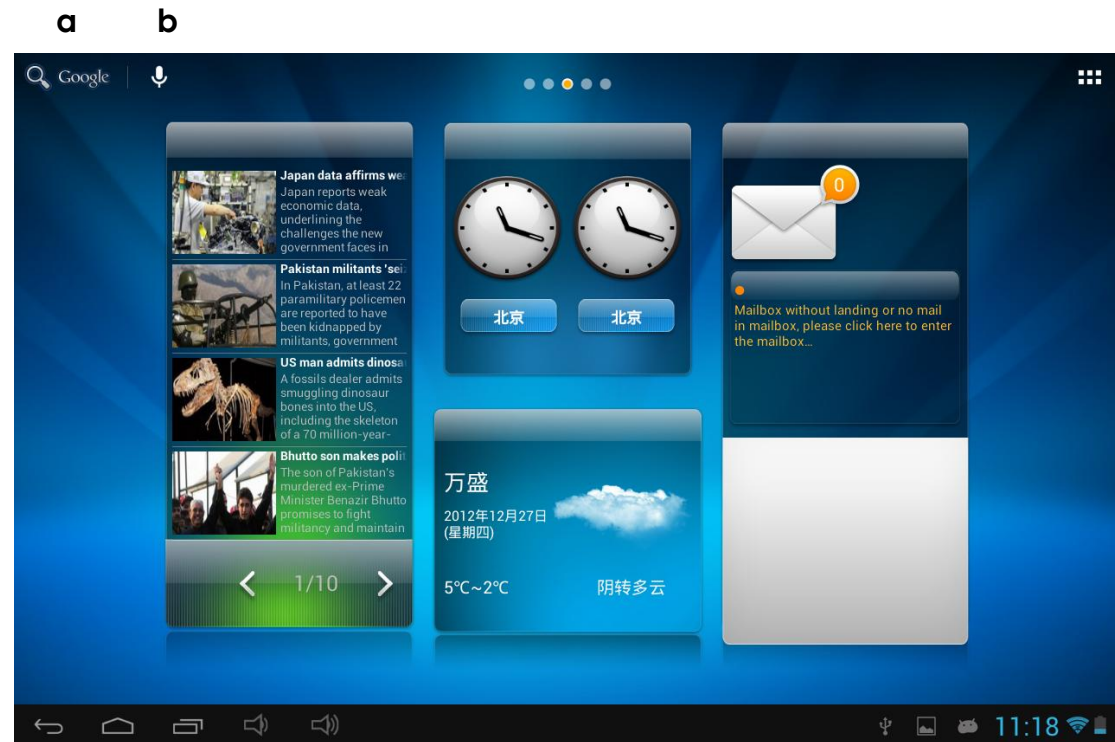 a b
Google
Japan data affirms wea
Japan reports weak
economic data,
underlining the
challenges the new
government faces in
Pakistan militants 'seiz
In Pakistan, at least 22
paramilitary policemen
are reported to have
been kidnapped by
militants, government
US man admits dinosau
A fossils dealer admits
smuggling dinosaur
bones into the US,
including the skeleton
of a 70 million-year-
Bhutto son makes polit
The son of Pakistan's
murdered ex-Prime
Minister Benazir Bhutto
promises to fight
militancy and maintain
1/10
北京 北京
万盛
2012年12月27日
(星期四)
5℃~2℃ 阴转多云
0
Mailbox without landing or no mail
in mailbox, please click here to enter
the mailbox...
11:18